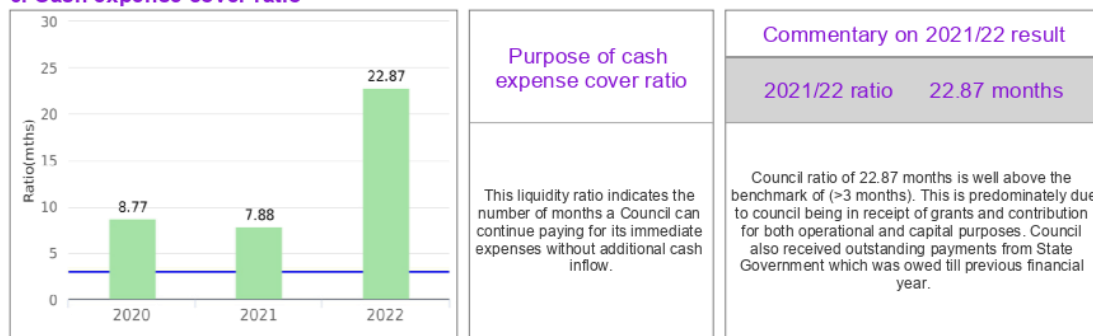 30
25
20
15
10
5
0
Ratio(mths)
8.77
7.88
22.87
2020
2021
2022
Purpose of cash
expense cover ratio
This liquidity ratio indicates the
number of months a Council can
continue paying for its immediate
expenses without additional cash
inflow.
Commentary on 2021/22 result
2021/22 ratio 22.87 months
Council ratio of 22.87 months is well above the
benchmark of (>3 months). This is predominately due
to council being in receipt of grants and contribution
for both operational and capital purposes. Council
also received outstanding payments from State
Government which was owed till previous financial
year.